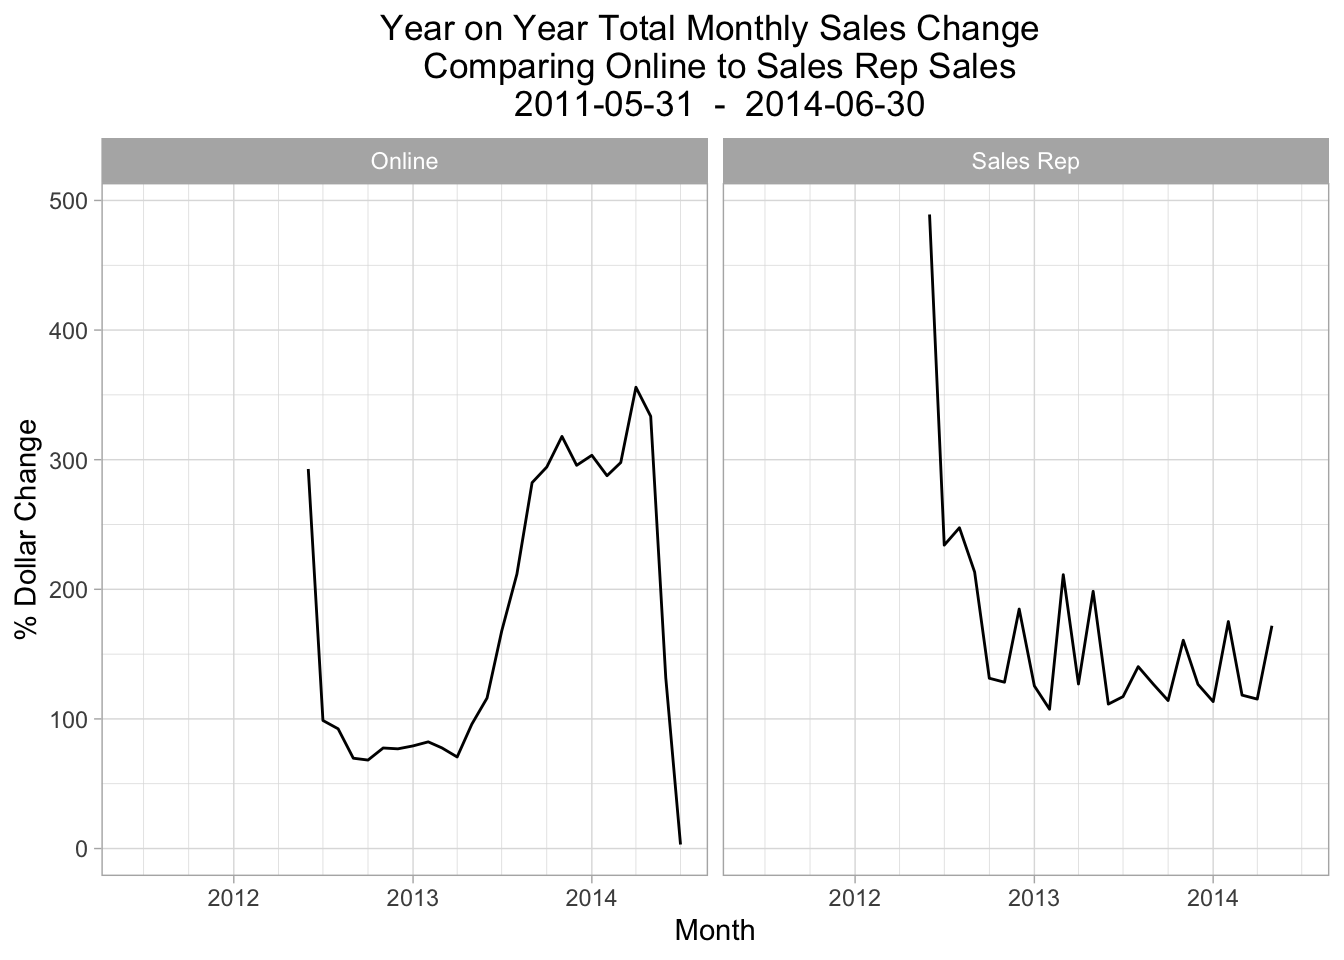 Year on Year Total Monthly Sales Change
Comparing Online to Sales Rep Sales
2011-05-31  -  2014-06-30
Online
Sales Rep
% Dollar Change
500
400
300
200
100
0
2012
2013
2014
2012
2013
2014
Month